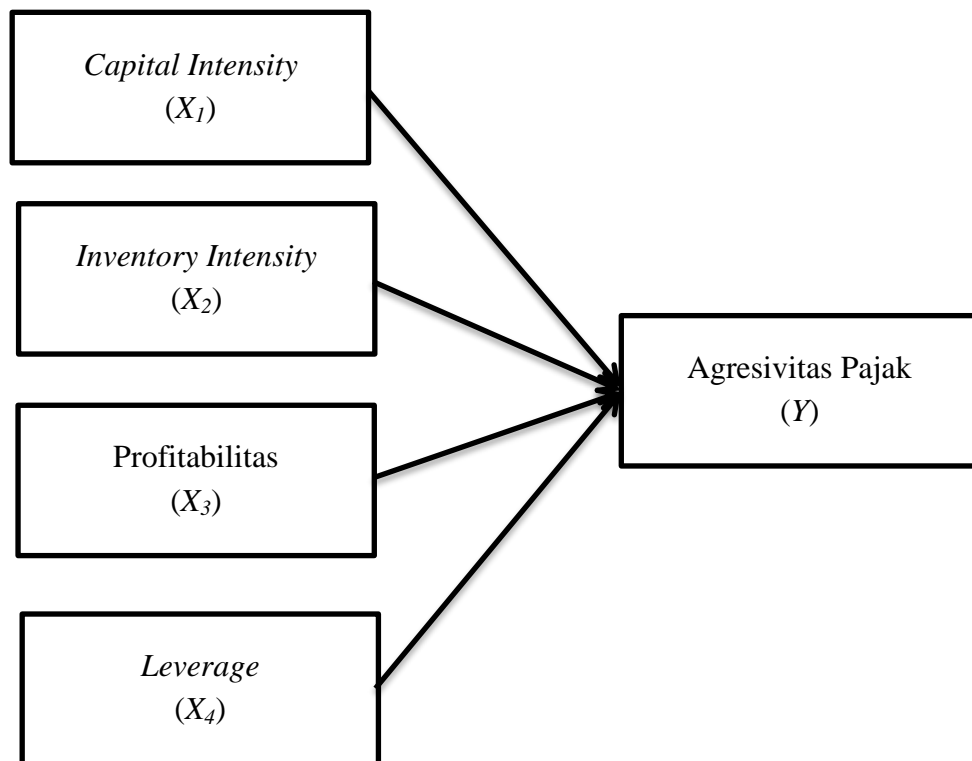 Capital Intensity
(X1)
Inventory Intensity
(X2)
Profitabilitas
(X3)
Leverage
(X4)
Agresivitas Pajak
(Y)